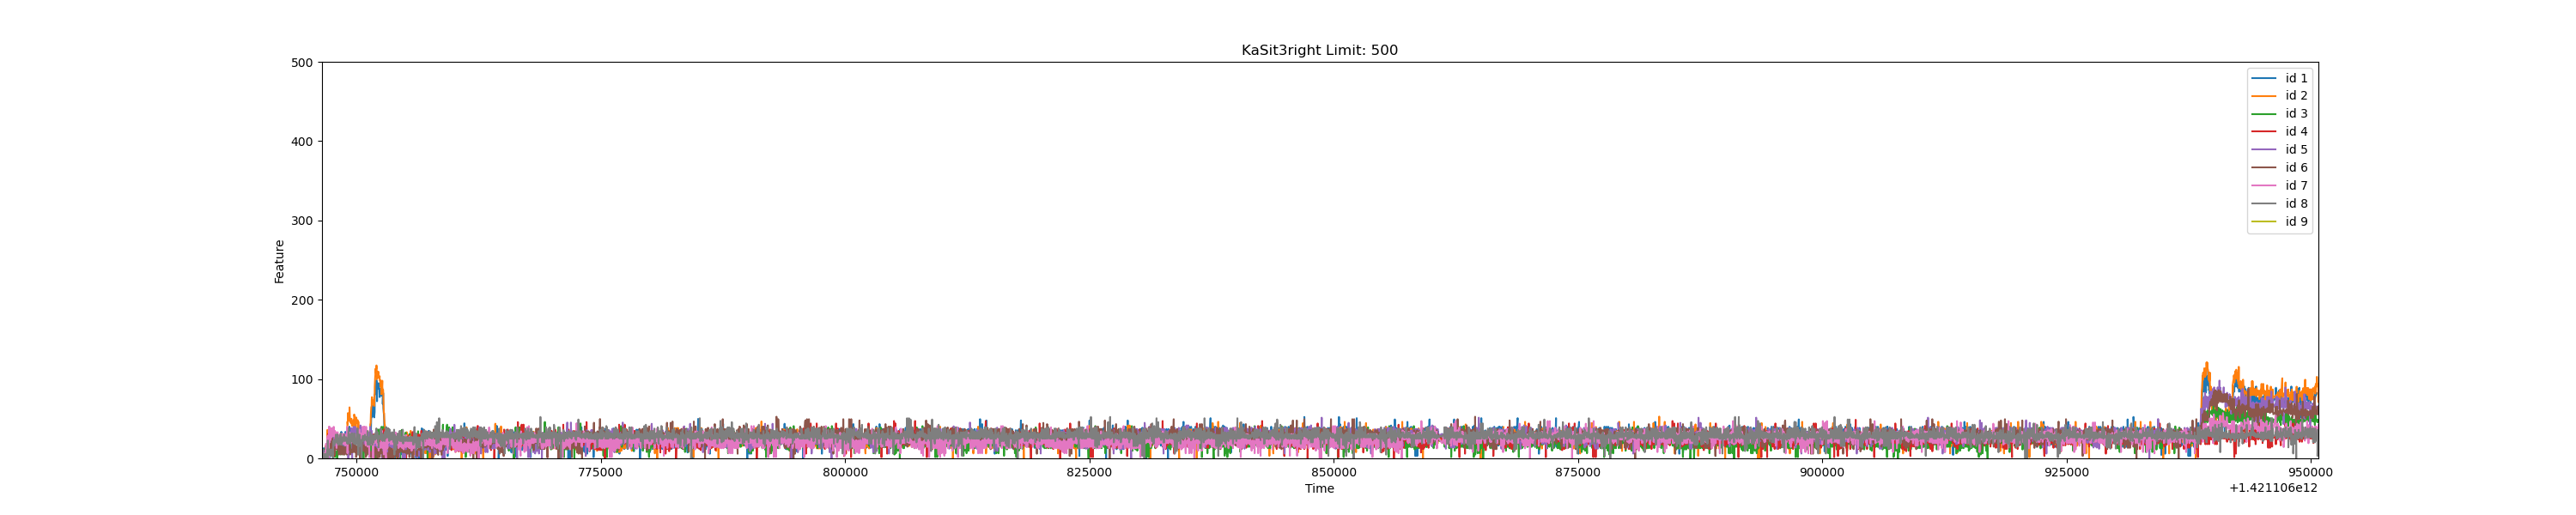 KaSit3right Limit: 500
500
400
300
200
100
0
Feature
id 1
id 2
id 3
id 4
id 5
id 6
id 7
id 8
id 9
750000 775000 800000 825000 850000 875000 900000 925000 950000
Time
+1.421106e12